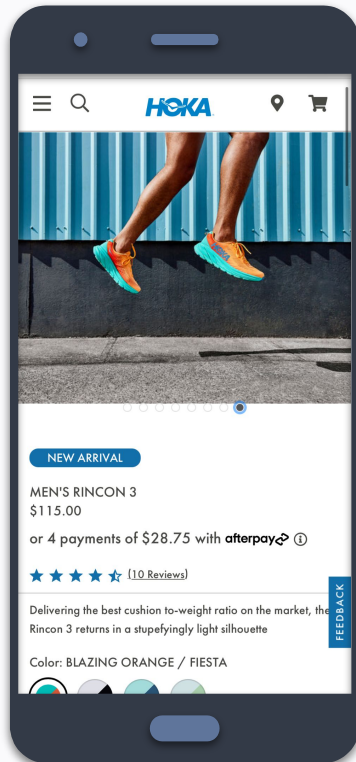 HOKA
NEW ARRIVAL
MEN'S RINCON 3
$115.00
or 4 payments of $28.75 with afterpay
(10 Reviews)
Delivering the best cushion to-weight ratio on the market, the
Rincon 3 returns in a stupefyingly light silhouette
FEEDBACK
Color: BLAZING ORANGE / FIESTA